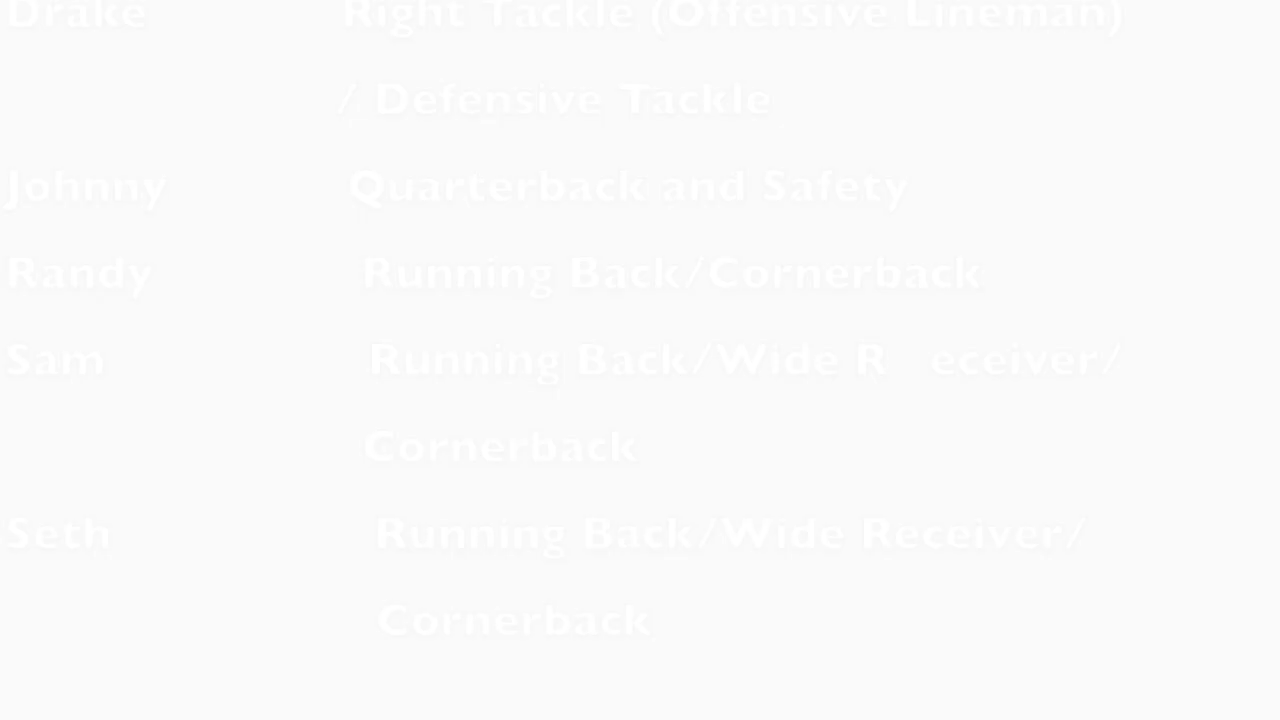 Drake Right Tackle (Offensive Lineman)
/ Defensive Tackle
Johnny Quarterback and Safety
Randy Running Back/Cornerback
Sam Running Back/Wide R eceiver/
Cornerback
Seth Running Back/Wide Receiver/
Cornerback